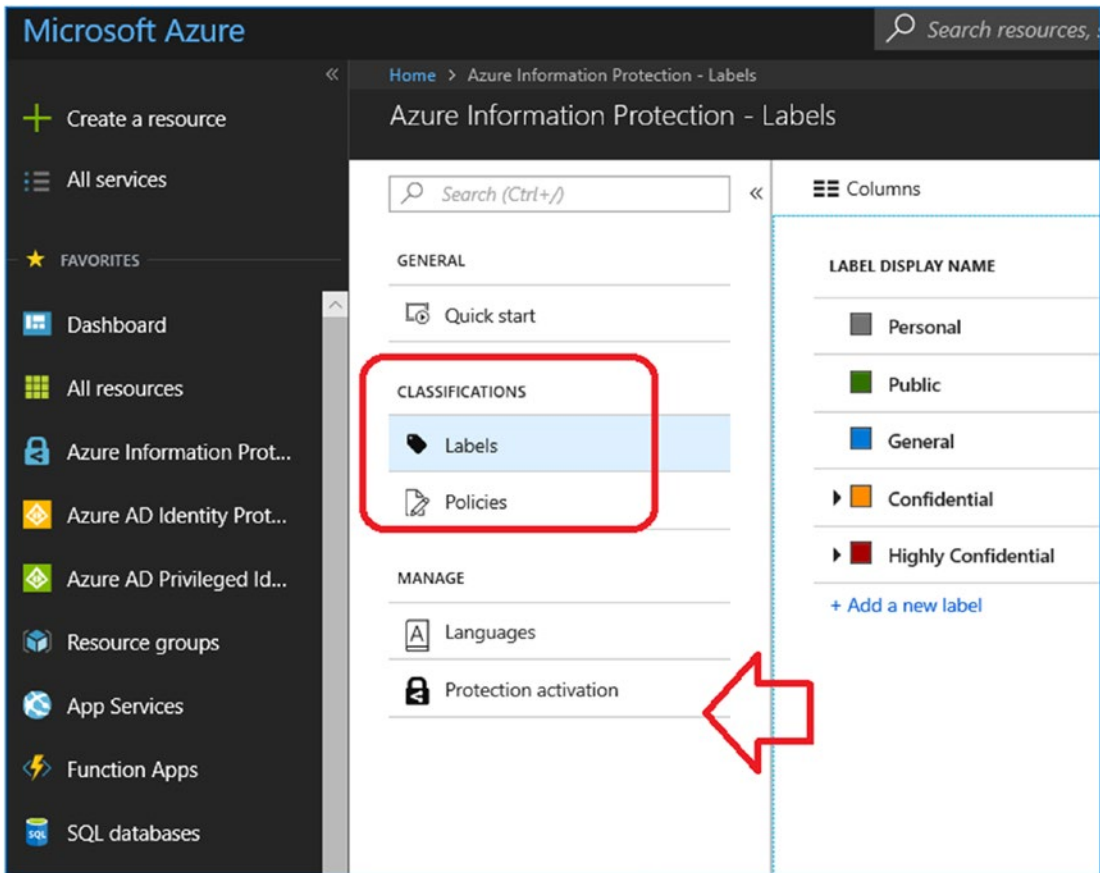 Microsoft Azure
Search resources,
Home > Azure Information Protection - Labels
Azure Information Protection - Labels
Create a resource
All services
FAVORITES
Dashboard
All resources
Azure Information Prot...
Azure AD Identity Prot...
Azure AD Privileged Id...
Resource groups
App Services
Function Apps
SQL databases
Search (Ctrl+/)
GENERAL
Quick start
CLASSIFICATIONS
Labels
Policies
MANAGE
Languages
Protection activation
Columns
LABEL DISPLAY NAME
Personal
Public
General
Confidential
Highly Confidential
+ Add a new label